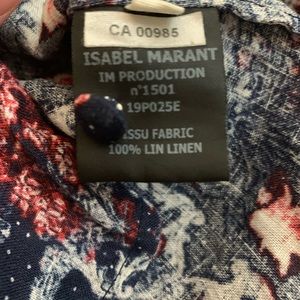 CA 00985
ISABEL MARANT
IM PRODUCTION
n°1501
19P025E
FABRIC
100% LIN LINEN